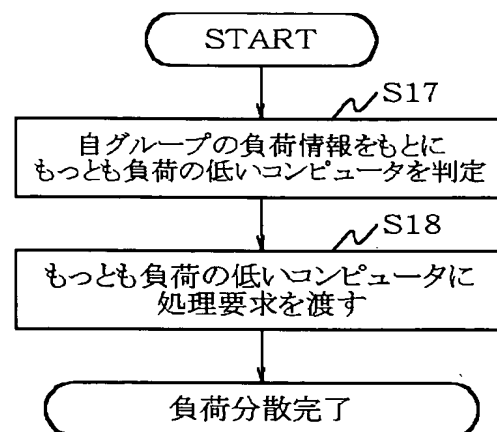 START
S17
自グループの負荷情報をもとに
もっとも負荷の低いコンピュータを判定
S18
もっとも負荷の低いコンピュータに
処理要求を渡す
負荷分散完了